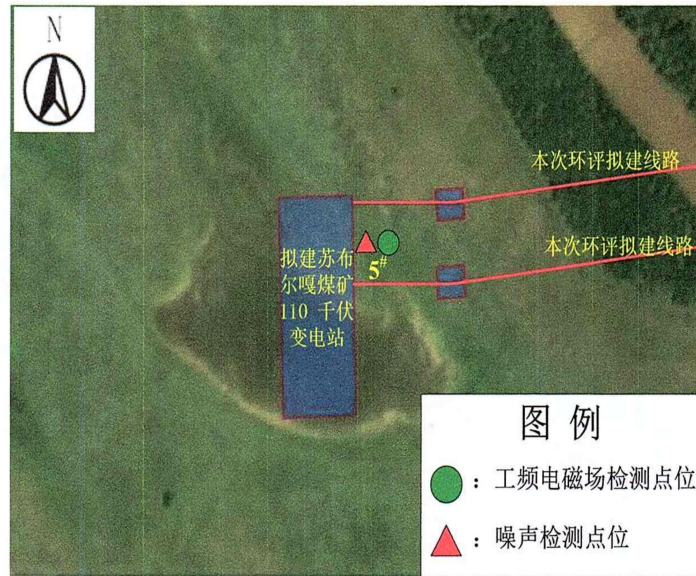 N
本次环评拟建线路
本次环评拟建线路
5#
拟建苏布
尔嘎煤矿
110 千伏
变电站
图 例
：工频电磁场检测点位
：噪声检测点位